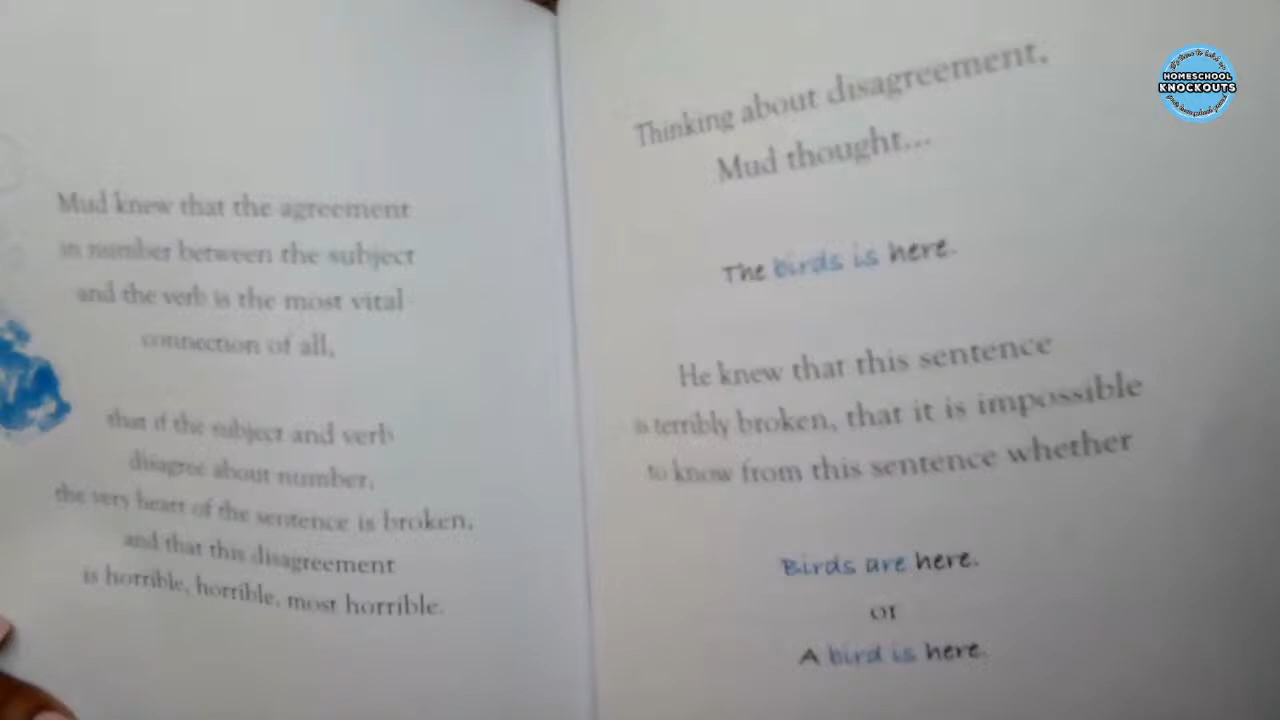 Mud knew that the agreement
in number between the subject
and the verb is the most vital
connection of all,
that if the subject and verb
disagree about number,
the very heart of the sentence is broken,
and that this disagreement
is horrible, horrible, most horrible.
Thinking about disagreement,
Mud thought...
The birds is here.
He knew that this sentence
is terribly broken, that it is impossible
to know from this sentence whether
Birds are here.
or
A bird is here.
HOMESCHOOL
KNOCKOUTS